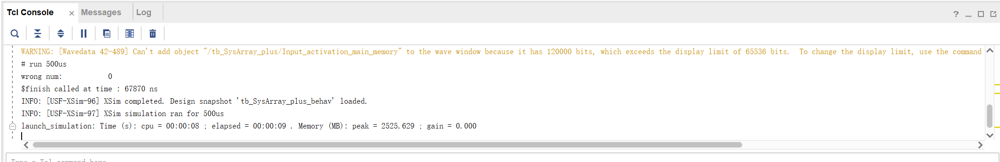 Tcl Console × Messages Log ? _
WARNING: [Wavedata 42-489] Can't add object "/tb_SysArray_plus/Input_activation_main_memory" to the wave window because it has 120000 bits, which exceeds the display limit of 65536 bits.  To change the display limit, use the command
# run 500us
wrong num:           0
$finish called at time : 67870 ns
INFO: [USF-XSim-96] XSim completed. Design snapshot 'tb_SysArray_plus_behav' loaded.
INFO: [USF-XSim-97] XSim simulation ran for 500us
launch_simulation: Time (s): cpu = 00:00:08 ; elapsed = 00:00:09 . Memory (MB): peak = 2525.629 ; gain = 0.000
Type a Tcl command here